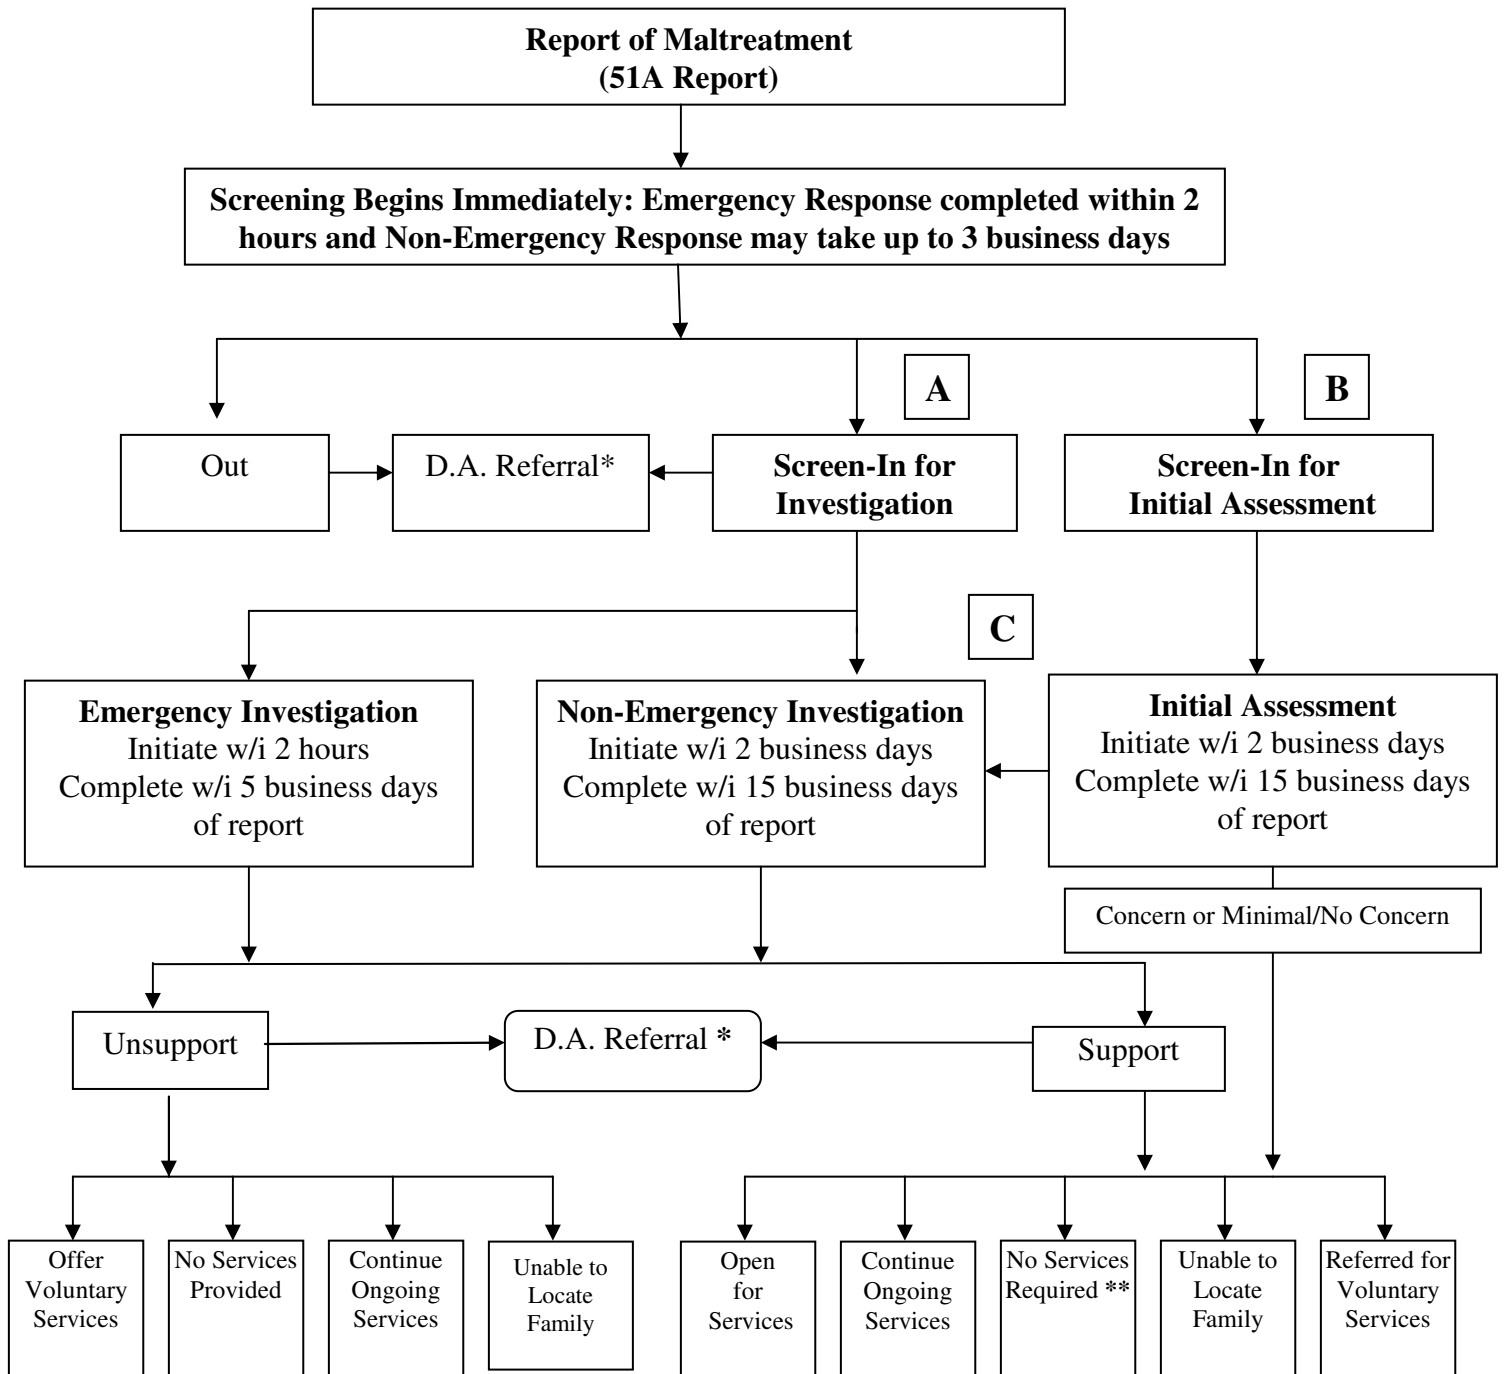 Report of Maltreatment
(51A Report)
Screening Begins Immediately: Emergency Response completed within 2
hours and Non-Emergency Response may take up to 3 business days
A
B
Out
D.A. Referral*
Screen-In for
Investigation
Screen-In for
Initial Assessment
C
Emergency Investigation
Initiate w/i 2 hours
Complete w/i 5 business days
of report
Non-Emergency Investigation
Initiate w/i 2 business days
Complete w/i 15 business days
of report
Initial Assessment
Initiate w/i 2 business days
Complete w/i 15 business days
of report
Concern or Minimal/No Concern
Unsupport
D.A. Referral *
Support
Offer
Voluntary
Services
No Services
Provided
Continue
Ongoing
Services
Unable to
Locate
Family
Open
for
Services
Continue
Ongoing
Services
No Services
Required **
Unable to
Locate
Family
Referred for
Voluntary
Services